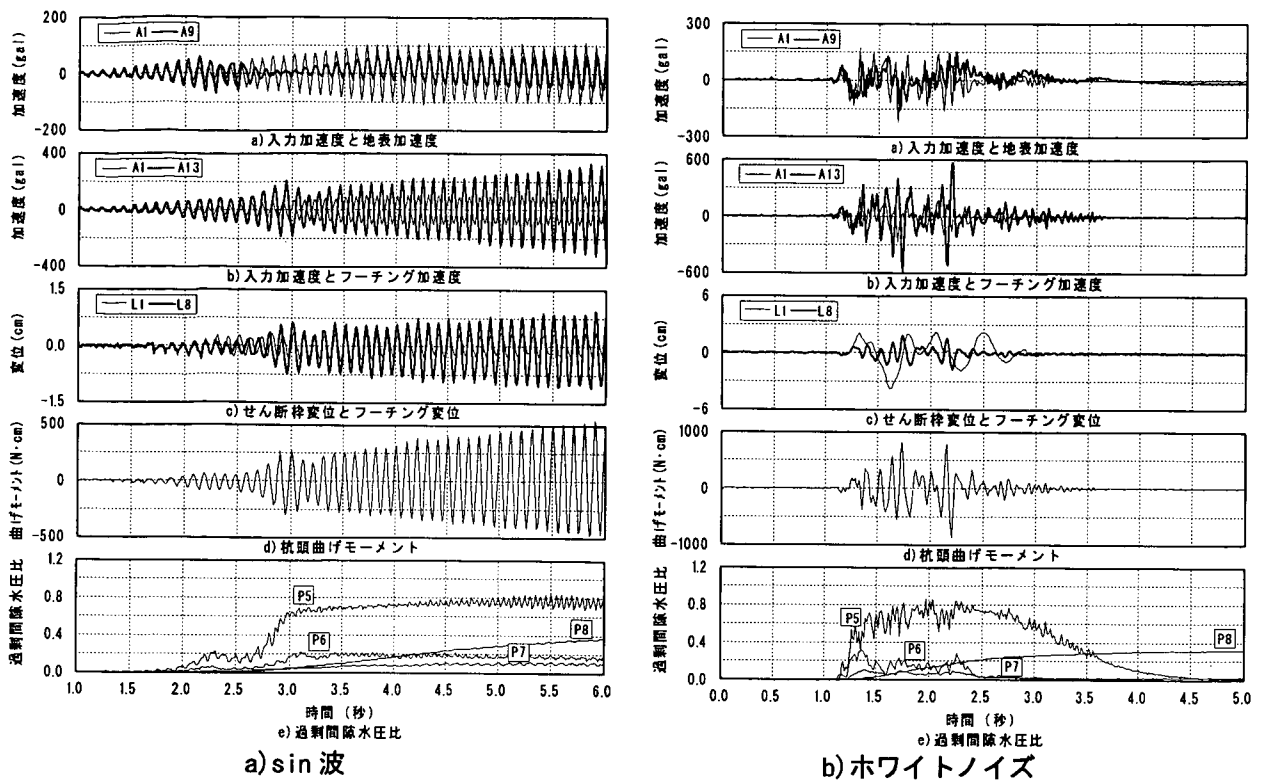 200
0
-200
加速度(gal)
A1 A9
a)入力加速度と地表加速度
400
0
-400
加速度(gal)
A1 A13
b)入力加速度とフーチング加速度
1.5
0.0
-1.5
変位(cm)
L1 L8
c)せん断枠変位とフーチング変位
500
0
-500
曲げモーメント(N・cm)
d)杭頭曲げモーメント
1.2
0.8
0.4
0.0
過剰間隙水圧比
P5
P6
P7
P8
1.0 1.5 2.0 2.5 3.0 3.5 4.0 4.5 5.0 5.5 6.0
時間 (秒)
e)過剰間隙水圧比
a)sin 波
300
0
-300
加速度(gal)
A1 A9
a)入力加速度と地表加速度
600
0
-600
加速度(gal)
A1 A13
b)入力加速度とフーチング加速度
6
0
-6
変位(cm)
L1 L8
c)せん断枠変位とフーチング変位
1000
0
-1000
曲げモーメント(N・cm)
d)杭頭曲げモーメント
1.2
0.8
0.4
0.0
過剰間隙水圧比
P5
P6
P7
P8
0.0 0.5 1.0 1.5 2.0 2.5 3.0 3.5 4.0 4.5 5.0
時間 (秒)
e)過剰間隙水圧比
b)ホワイトノイズ